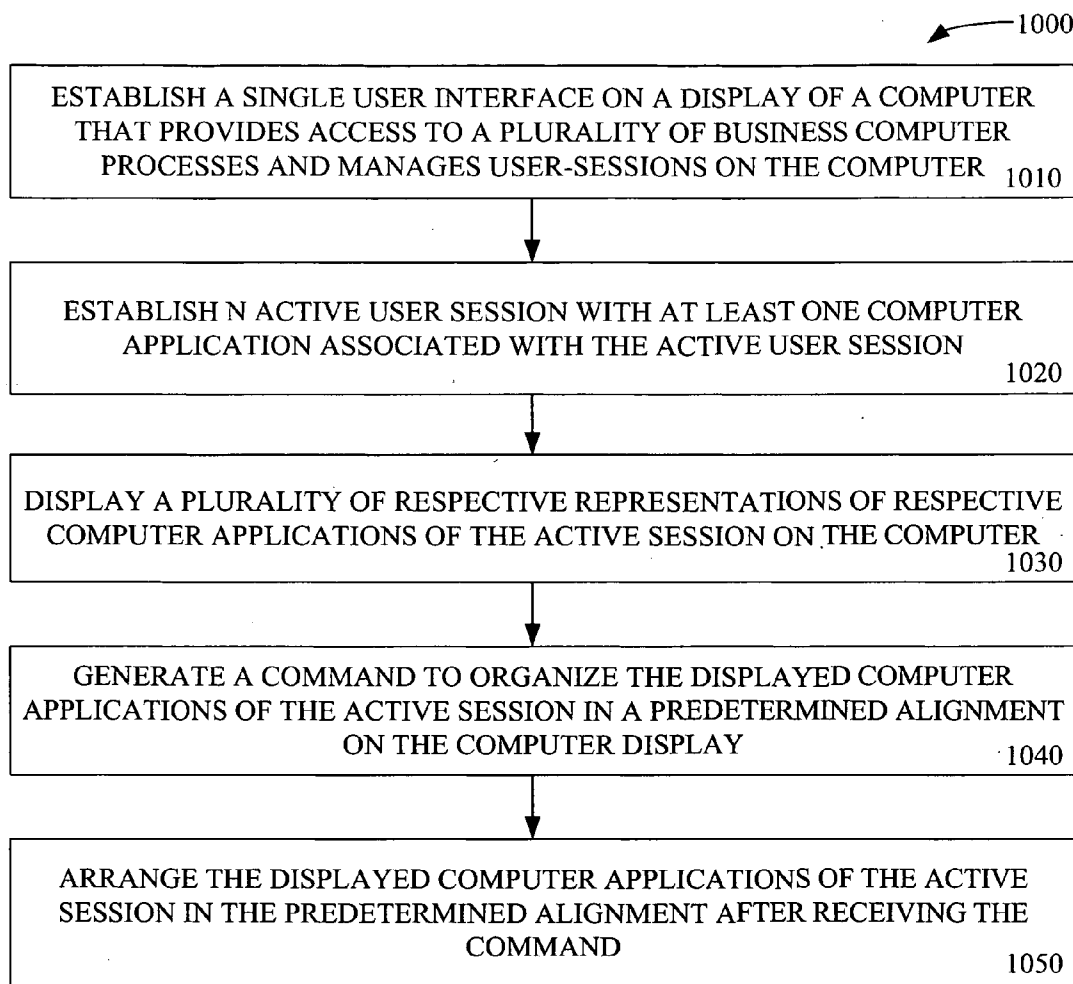 1000
ESTABLISH A SINGLE USER INTERFACE ON A DISPLAY OF A COMPUTER
THAT PROVIDES ACCESS TO A PLURALITY OF BUSINESS COMPUTER
PROCESSES AND MANAGES USER-SESSIONS ON THE COMPUTER
1010
ESTABLISH N ACTIVE USER SESSION WITH AT LEAST ONE COMPUTER
APPLICATION ASSOCIATED WITH THE ACTIVE USER SESSION
1020
DISPLAY A PLURALITY OF RESPECTIVE REPRESENTATIONS OF RESPECTIVE
COMPUTER APPLICATIONS OF THE ACTIVE SESSION ON THE COMPUTER
1030
GENERATE A COMMAND TO ORGANIZE THE DISPLAYED COMPUTER
APPLICATIONS OF THE ACTIVE SESSION IN A PREDETERMINED ALIGNMENT
ON THE COMPUTER DISPLAY
1040
ARRANGE THE DISPLAYED COMPUTER APPLICATIONS OF THE ACTIVE
SESSION IN THE PREDETERMINED ALIGNMENT AFTER RECEIVING THE
COMMAND
1050